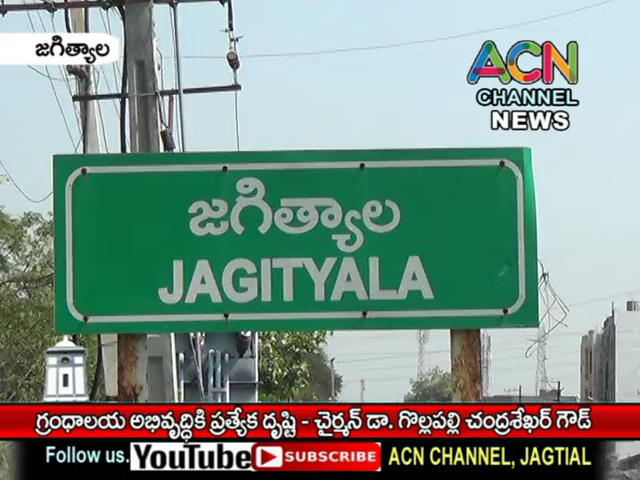 జగిత్యాల
ACN
CHANNEL
NEWS
జగిత్యాల
JAGITYALA
గ్రంధాలయ అభివృద్ధికి ప్రత్యేక దృష్టి - చైర్మన్ డా. గొల్లపల్లి చంద్రశేఖర్ గౌడ్
Follow us. YouTube SUBSCRIBE ACN CHANNEL, JAGTIAL